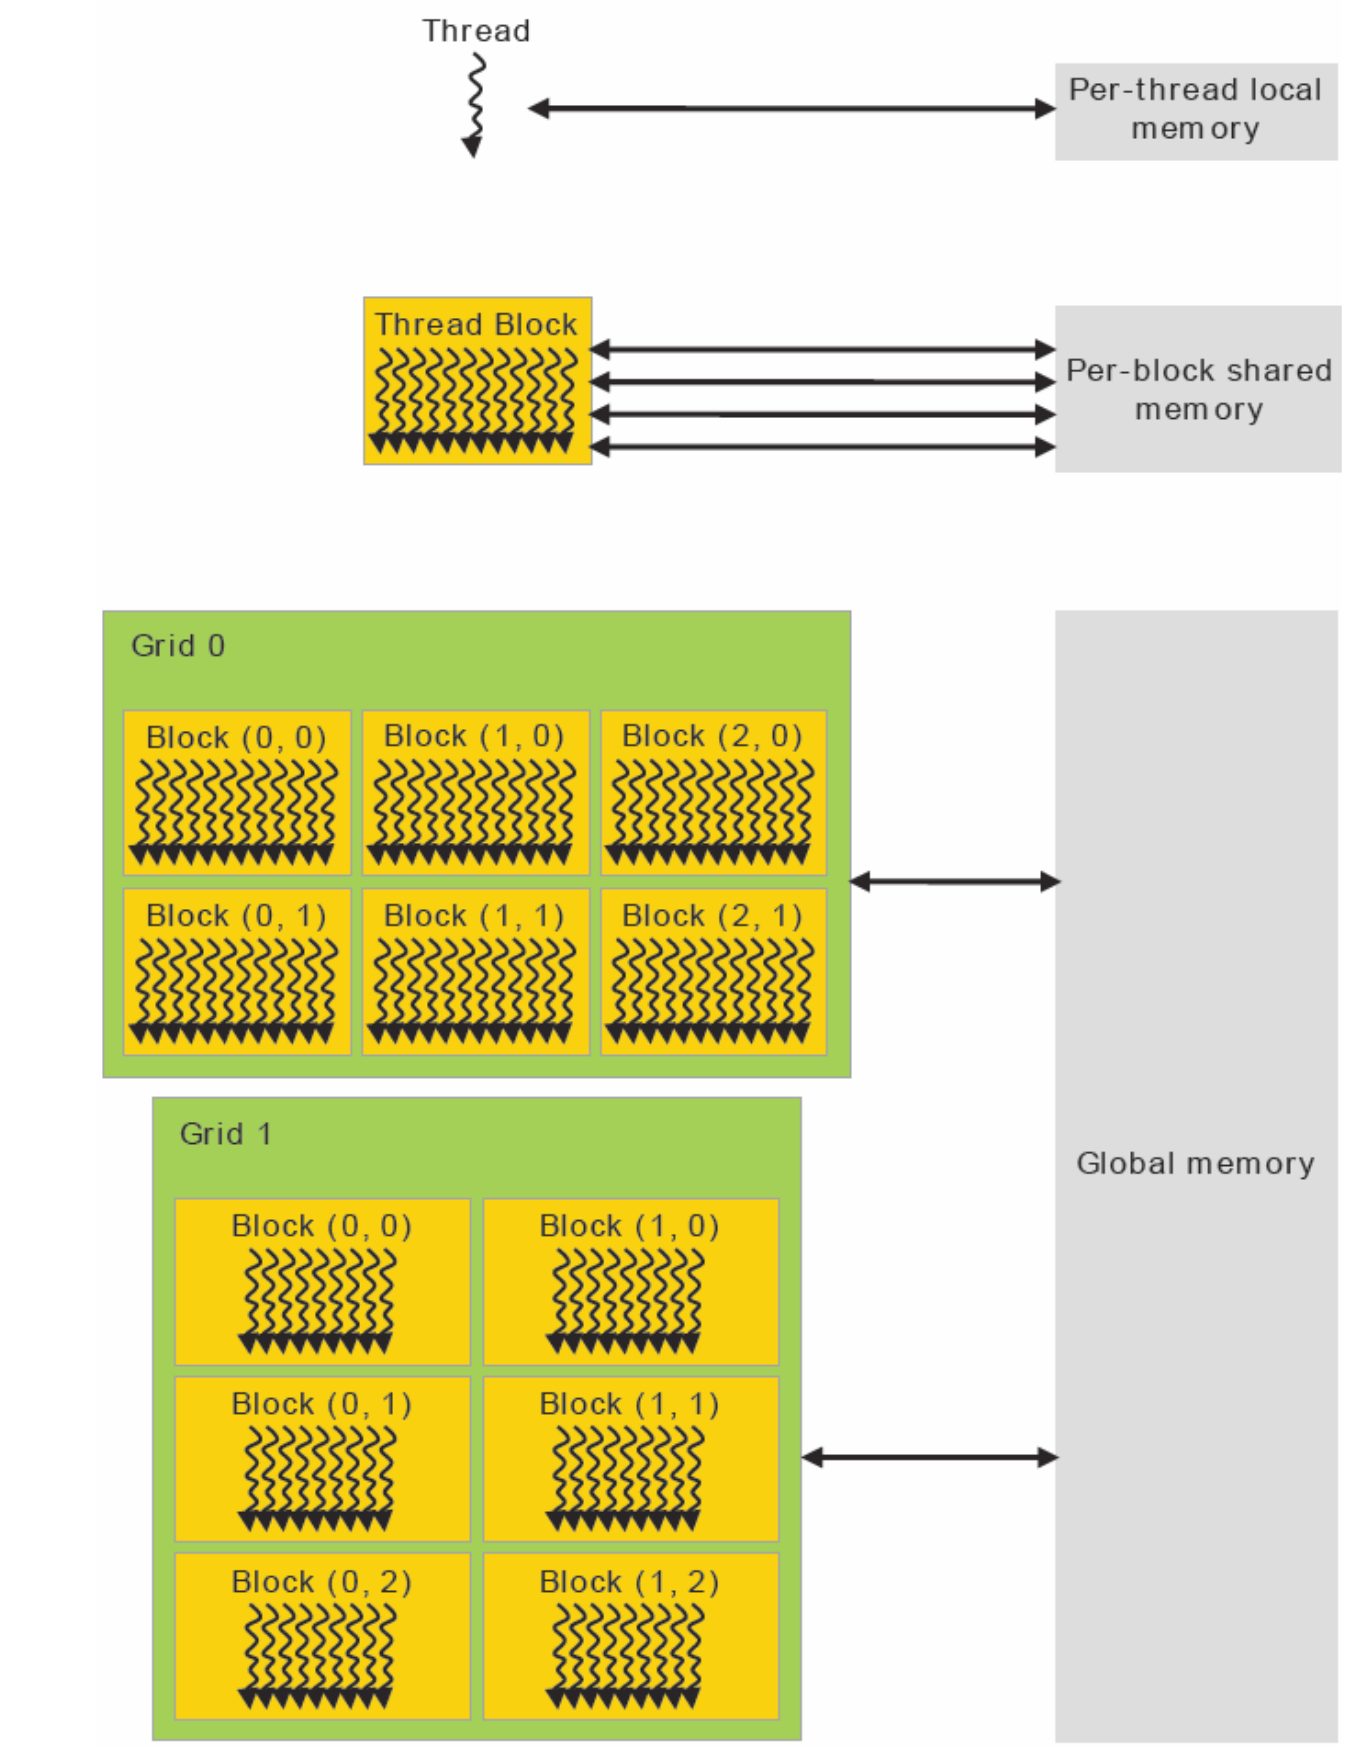 Thread
Per-thread local
memory
Thread Block
Per-block shared
memory
Grid 0
Block (0, 0)
Block (1, 0)
Block (2, 0)
Block (0, 1)
Block (1, 1)
Block (2, 1)
Grid 1
Global memory
Block (0, 0)
Block (1, 0)
Block (0, 1)
Block (1, 1)
Block (0, 2)
Block (1, 2)